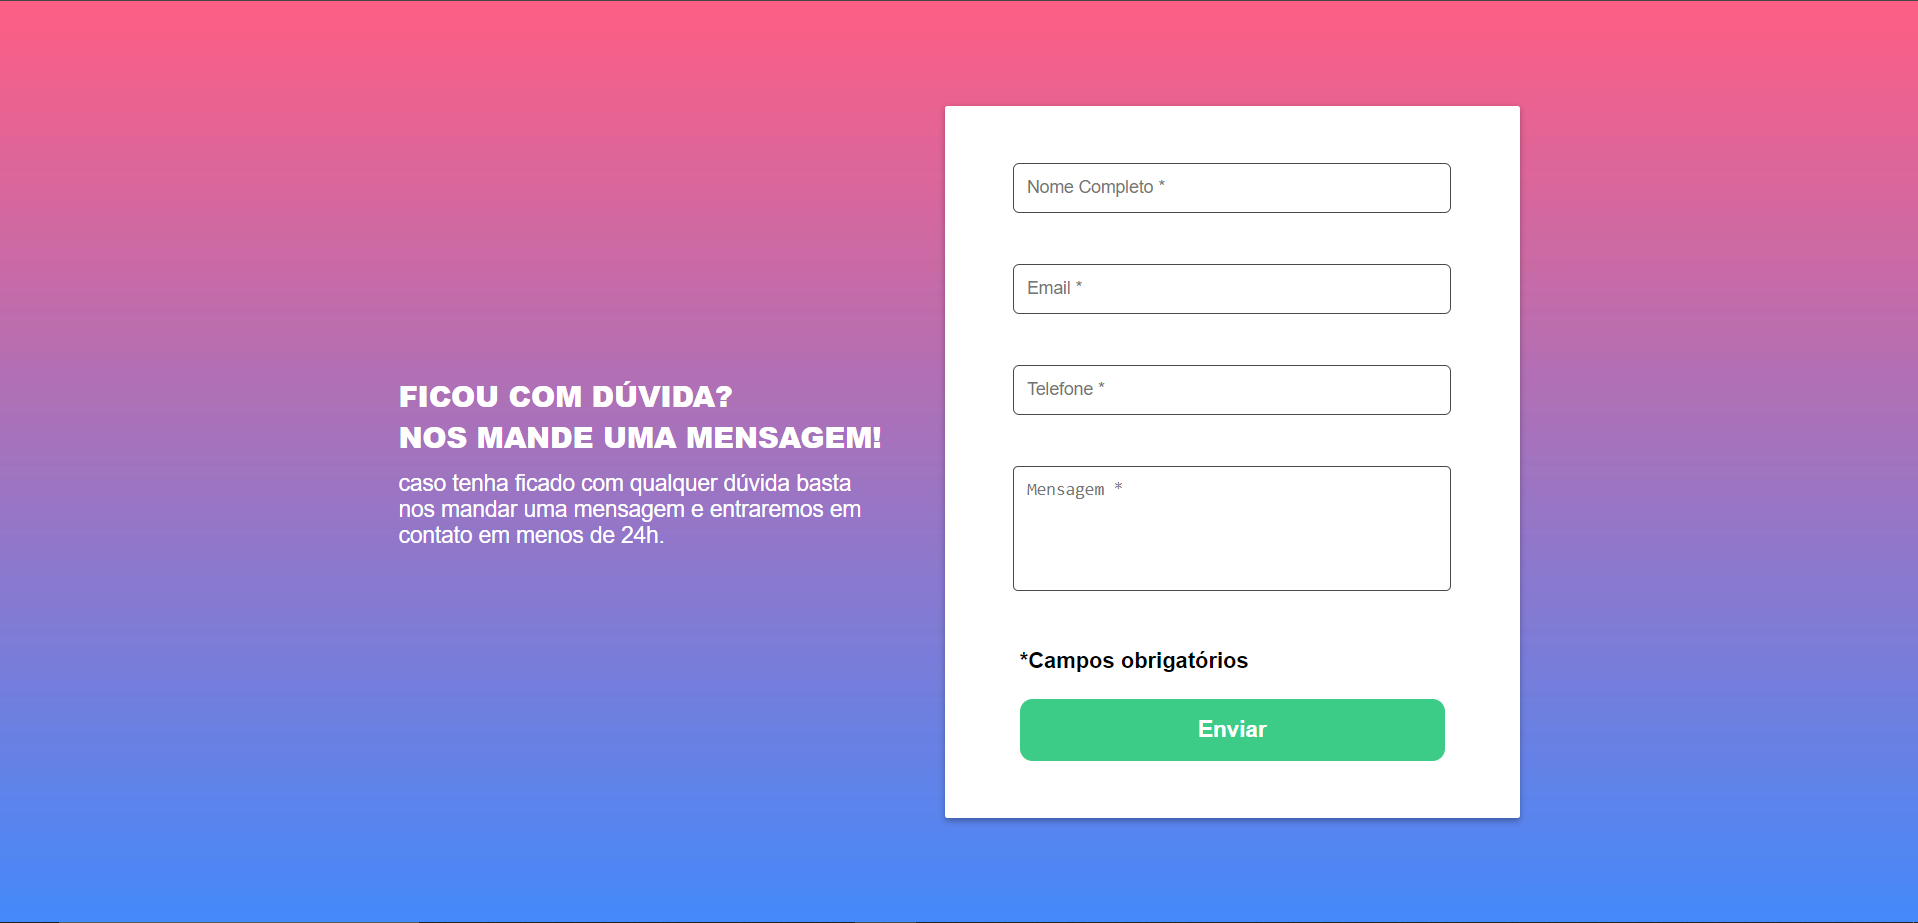 FICOU COM DÚVIDA?
NOS MANDE UMA MENSAGEM!
caso tenha ficado com qualquer dúvida basta
nos mandar uma mensagem e entraremos em
contato em menos de 24h.
Nome Completo *
Email *
Telefone *
Mensagem *
*Campos obrigatórios
Enviar